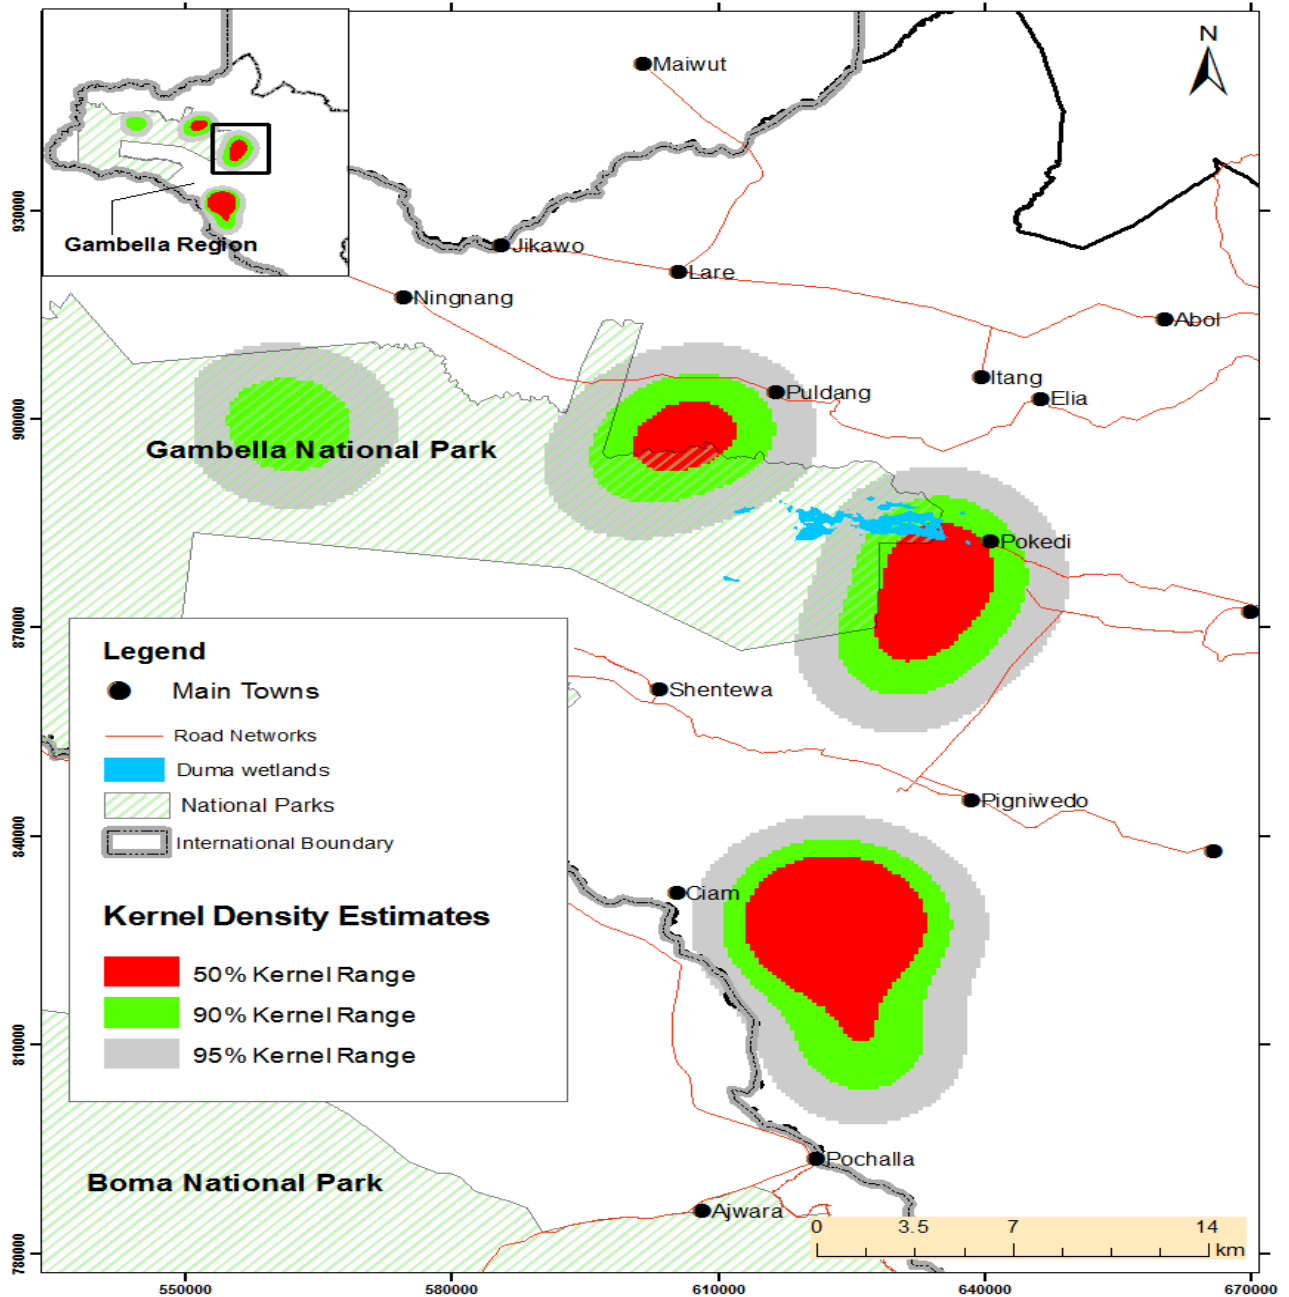 N
Maiwut
Gambella Region
Jikawo
Lare
Ningnang
Abol
Itang
Puldang
Elia
Gambella National Park
Pokedi
Legend
Main Towns
Road Networks
Duma wetlands
National Parks
International Boundary
Shentewa
Pigniwedo
Ciam
Kernel Density Estimates
50% Kernel Range
90% Kernel Range
95% Kernel Range
Pochalla
Boma National Park
Ajwara
0 3.5 7 14
km
930000
900000
870000
840000
810000
780000
550000 580000 610000 640000 670000